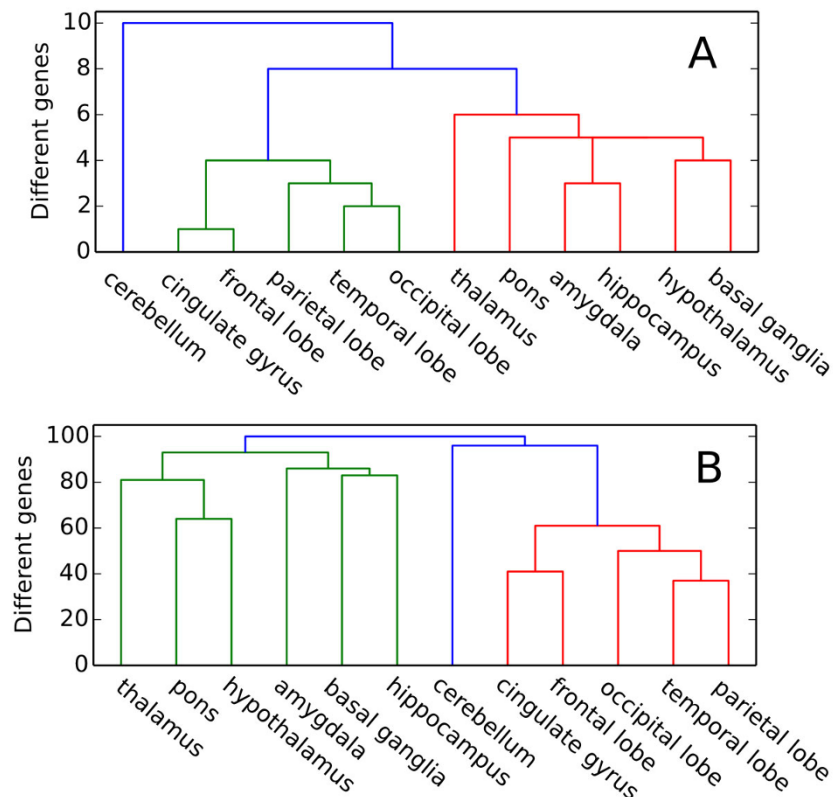 A
Different genes
10
8
6
4
2
0
cerebellum
cingulate gyrus
frontal lobe
parietal lobe
temporal lobe
occipital lobe
thalamus
pons
amygdala
hippocampus
hypothalamus
basal ganglia
B
Different genes
100
80
60
40
20
0
thalamus
pons
hypothalamus
amygdala
basal ganglia
hippocampus
cerebellum
cingulate gyrus
frontal lobe
occipital lobe
temporal lobe
parietal lobe